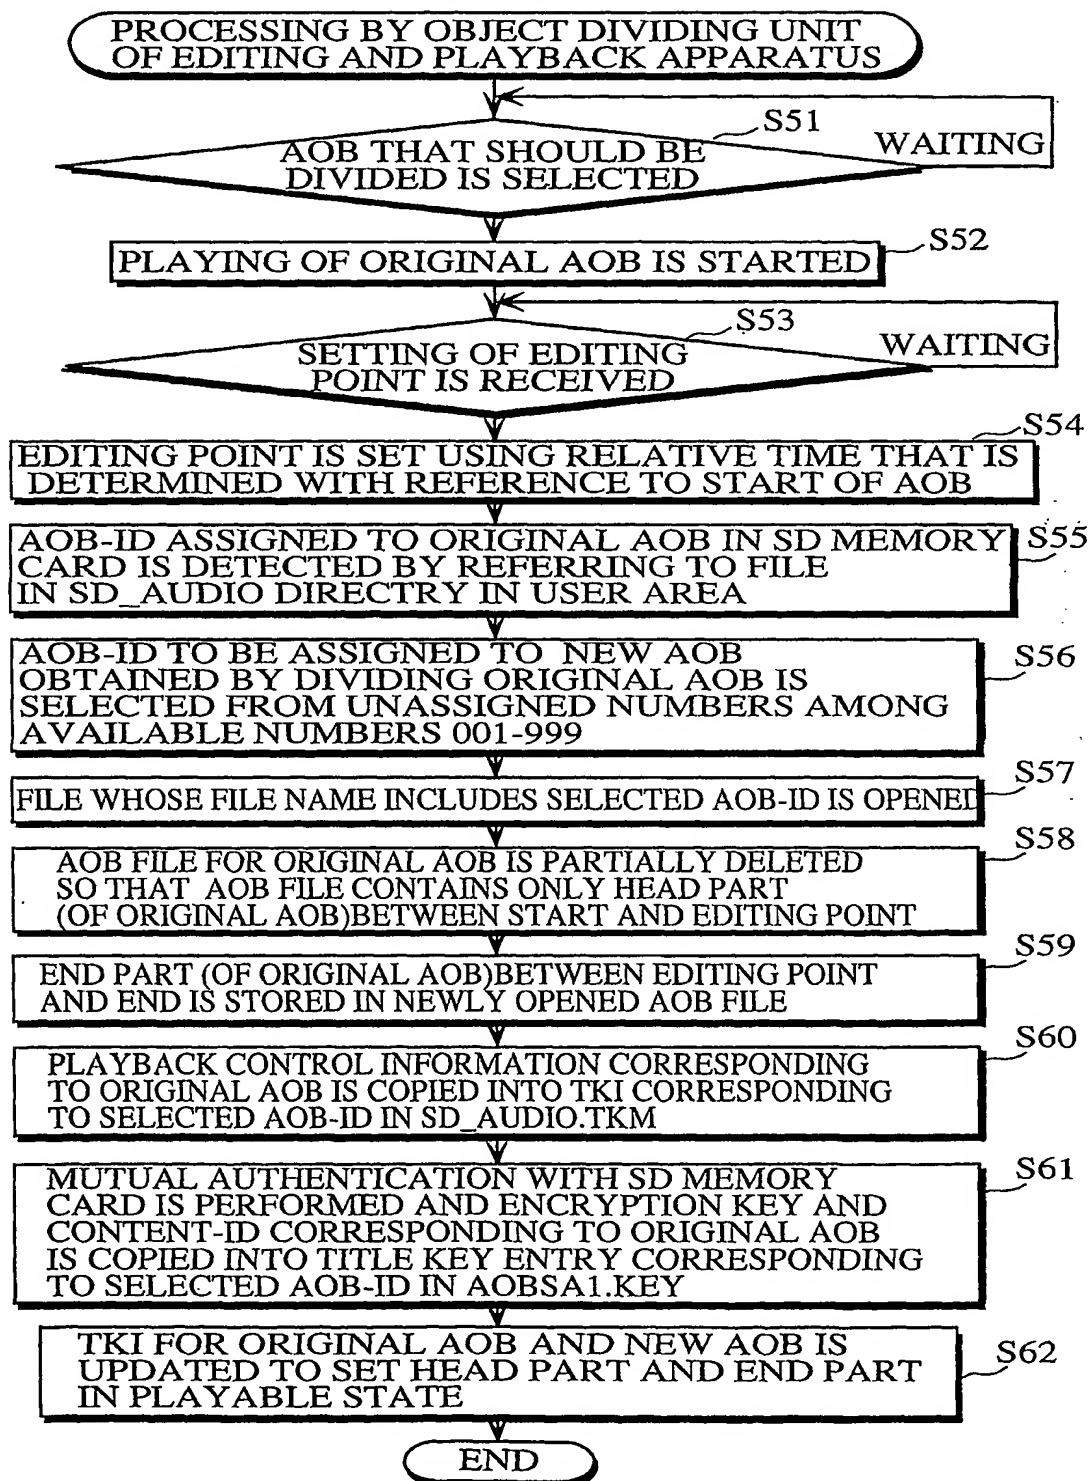 PROCESSING BY OBJECT DIVIDING UNIT
OF EDITING AND PLAYBACK APPARATUS
S51
WAITING
AOB THAT SHOULD BE
DIVIDED IS SELECTED
S52
PLAYING OF ORIGINAL AOB IS STARTED
S53
WAITING
SETTING OF EDITING
POINT IS RECEIVED
S54
EDITING POINT IS SET USING RELATIVE TIME THAT IS
DETERMINED WITH REFERENCE TO START OF AOB
S55
AOB-ID ASSIGNED TO ORIGINAL AOB IN SD MEMORY
CARD IS DETECTED BY REFERRING TO FILE
IN SD_AUDIO DIRECTRY IN USER AREA
S56
AOB-ID TO BE ASSIGNED TO NEW AOB
OBTAINED BY DIVIDING ORIGINAL AOB IS
SELECTED FROM UNASSIGNED NUMBERS AMONG
AVAILABLE NUMBERS 001-999
S57
FILE WHOSE FILE NAME INCLUDES SELECTED AOB-ID IS OPENED
S58
AOB FILE FOR ORIGINAL AOB IS PARTIALLY DELETED
SO THAT AOB FILE CONTAINS ONLY HEAD PART
(OF ORIGINAL AOB)BETWEEN START AND EDITING POINT
S59
END PART (OF ORIGINAL AOB)BETWEEN EDITING POINT
AND END IS STORED IN NEWLY OPENED AOB FILE
S60
PLAYBACK CONTROL INFORMATION CORRESPONDING
TO ORIGINAL AOB IS COPIED INTO TKI CORRESPONDING
TO SELECTED AOB-ID IN SD_AUDIO.TKM
S61
MUTUAL AUTHENTICATION WITH SD MEMORY
CARD IS PERFORMED AND ENCRYPTION KEY AND
CONTENT-ID CORRESPONDING TO ORIGINAL AOB
IS COPIED INTO TITLE KEY ENTRY CORRESPONDING
TO SELECTED AOB-ID IN AOBSA1.KEY
S62
TKI FOR ORIGINAL AOB AND NEW AOB IS
UPDATED TO SET HEAD PART AND END PART
IN PLAYABLE STATE
END